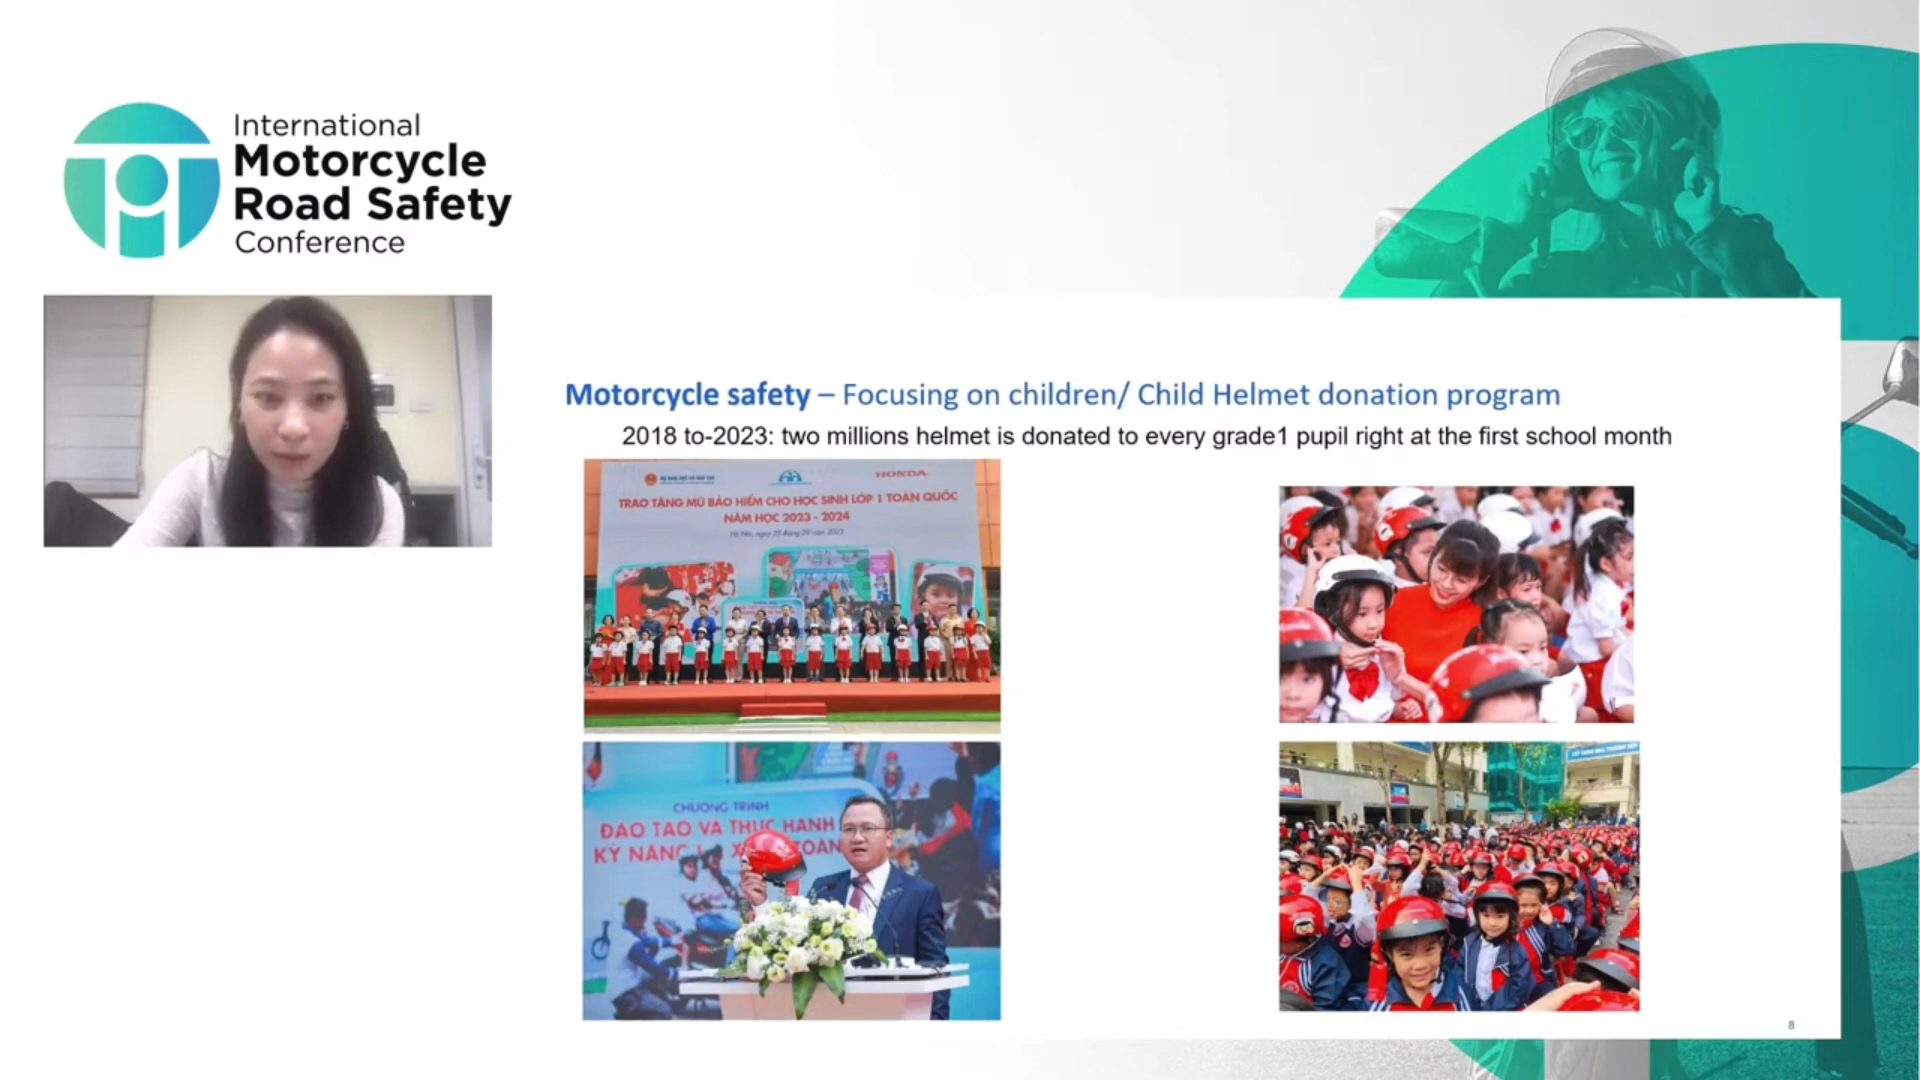 International
Motorcycle
Road Safety
Conference
Motorcycle safety – Focusing on children/ Child Helmet donation program
2018 to-2023: two millions helmet is donated to every grade1 pupil right at the first school month
HONDA
TRAO TẶNG MŨ BẢO HIỂM CHO HỌC SINH LỚP 1 TOÀN QUỐC
NĂM HỌC 2023 - 2024
CHƯƠNG TRÌNH
ĐÀO TẠO VÀ THỰC HÀNH
KỸ NĂNG
TOÀN
8